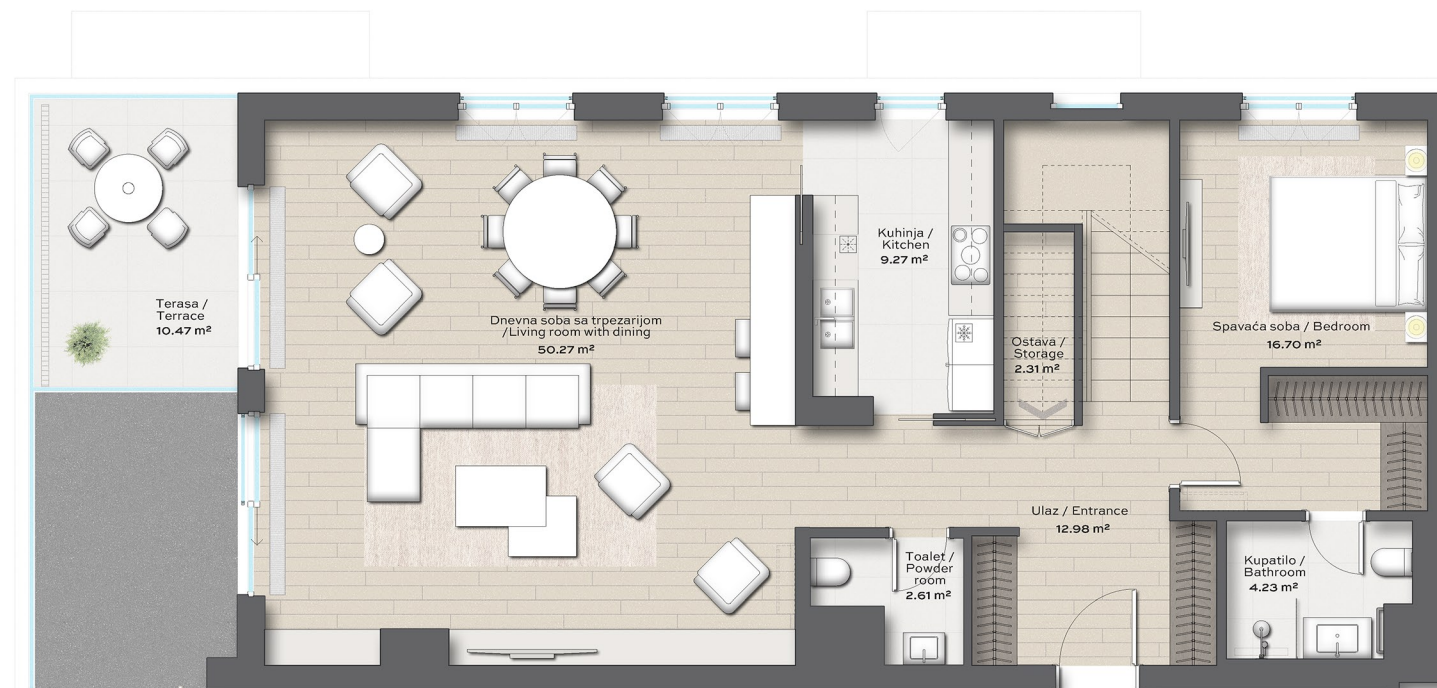 Terasa /
Terrace
10.47 m²
Dnevna soba sa trpezarijom
/Living room with dining
50.27 m²
Kuhinja /
Kitchen
9.27 m²
Ostava /
Storage
2.31 m²
Spavaća soba / Bedroom
16.70 m²
Ulaz / Entrance
12.98 m²
Toalet /
Powder
room
2.61 m²
Kupatilo /
Bathroom
4.23 m²